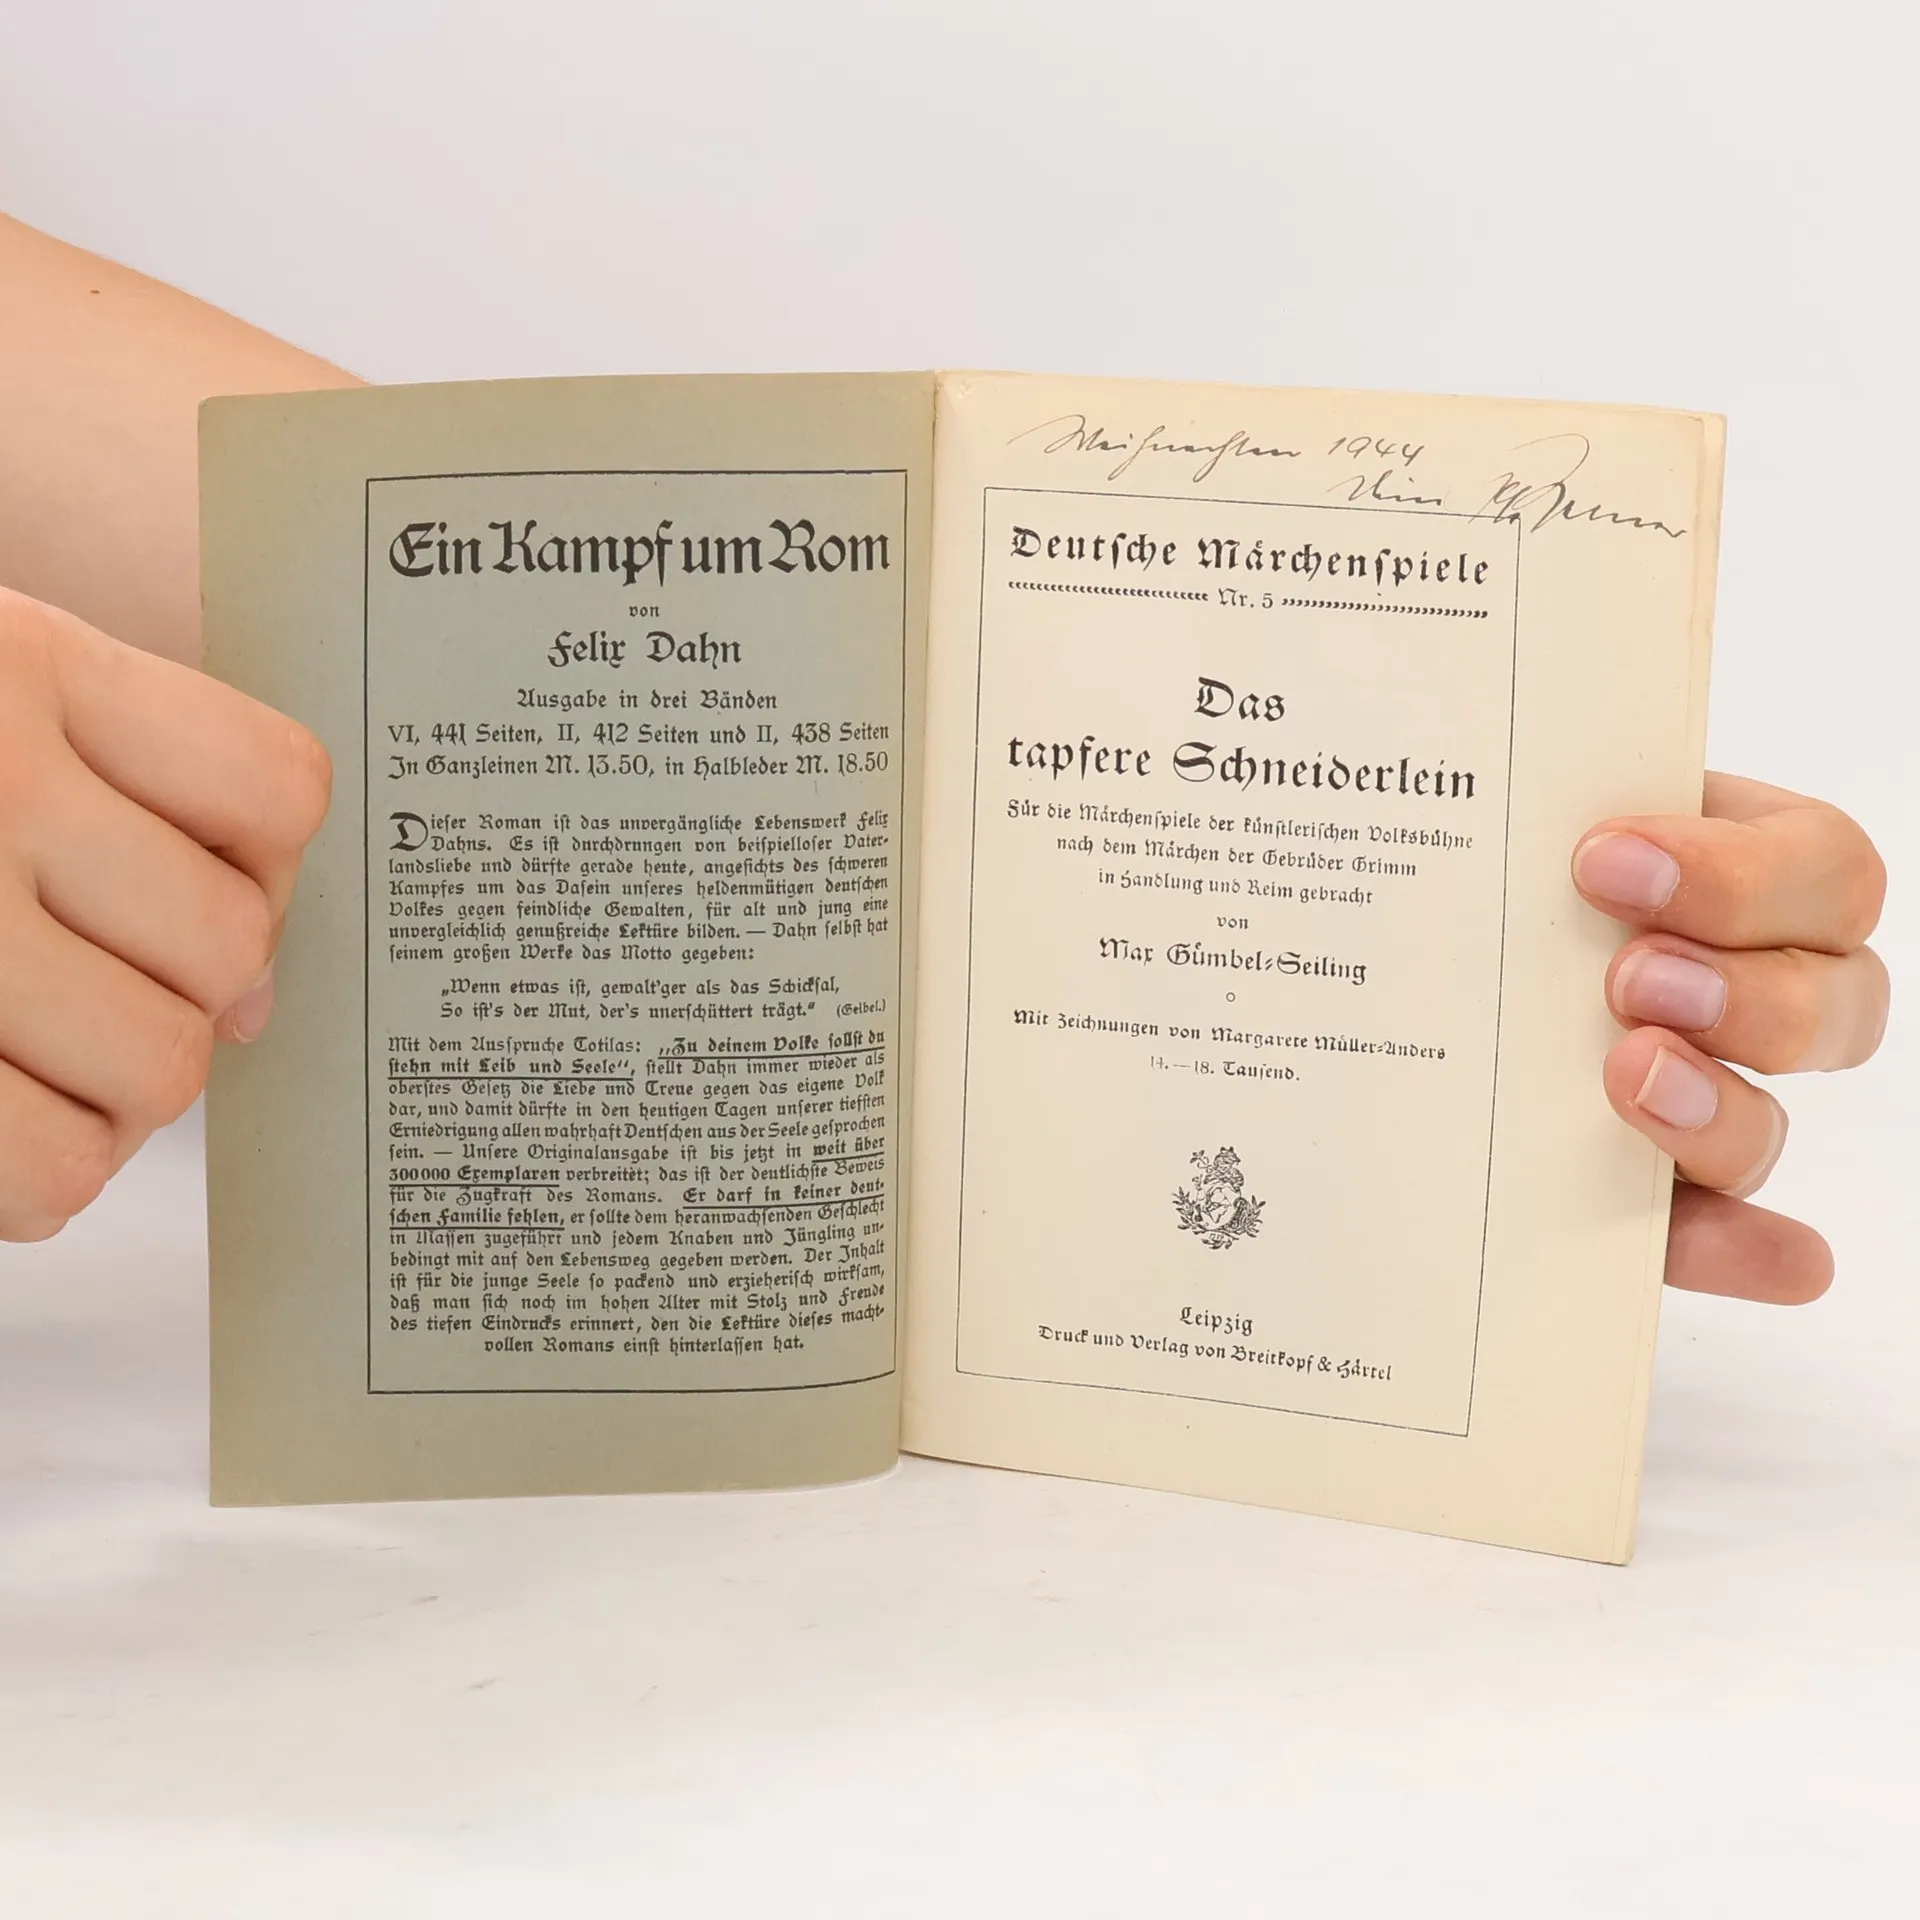 Ein Kampf um Rom
von
Felix Dahn
Ausgabe in drei Bänden
VI, 441 Seiten, II, 412 Seiten und II, 438 Seiten
In Ganzleinen M. 13.50, in Halbleder M. 18.50
Dieser Roman ist das unvergängliche Lebenswerk Felix
Dahns. Es ist durchdrungen von beispielloser Vater-
landsliebe und dürfte gerade heute, angesichts des schweren
Kampfes um das Dasein unseres heldenmütigen deutschen
Volkes gegen feindliche Gewalten, für alt und jung eine
unvergleichlich genußreiche Lektüre bilden. — Dahn selbst hat
seinem großen Werke das Motto gegeben:
„Wenn etwas ist, gewalt'ger als das Schicksal,
So ist's der Mut, der's unerschüttert trägt.“ (Geibel.)
Mit dem Ausspruche Totilas: „Zu deinem Volke sollst du
stehn mit Leib und Seele“, stellt Dahn immer wieder als
oberstes Gesetz die Liebe und Treue gegen das eigene Volk
dar, und damit dürfte in den heutigen Tagen unserer tiefsten
Erniedrigung allen wahrhaft Deutschen aus der Seele gesprochen
sein. — Unsere Originalausgabe ist bis jetzt in weit über
300000 Exemplaren verbreitet; das ist der deutlichste Beweis
für die Zugkraft des Romans. Er darf in keiner deut-
schen Familie fehlen, er sollte dem heranwachsenden Geschlecht
in Massen zugeführt und jedem Knaben und Jüngling un-
bedingt mit auf den Lebensweg gegeben werden. Der Inhalt
ist für die junge Seele so packend und erzieherisch wirksam,
daß man sich noch im hohen Alter mit Stolz und Freude
des tiefen Eindrucks erinnert, den die Lektüre dieses macht-
vollen Romans einst hinterlassen hat.
Weihnachten 1944
Deutsche Märchenspiele
Nr. 5
Das
tapfere Schneiderlein
Für die Märchenspiele der künstlerischen Volksbühne
nach dem Märchen der Gebrüder Grimm
in Handlung und Reim gebracht
von
Max Gümbel-Seiling
Mit Zeichnungen von Margarete Müller-Anders
14.—18. Tausend.
1719
Leipzig
Druck und Verlag von Breitkopf & Härtel